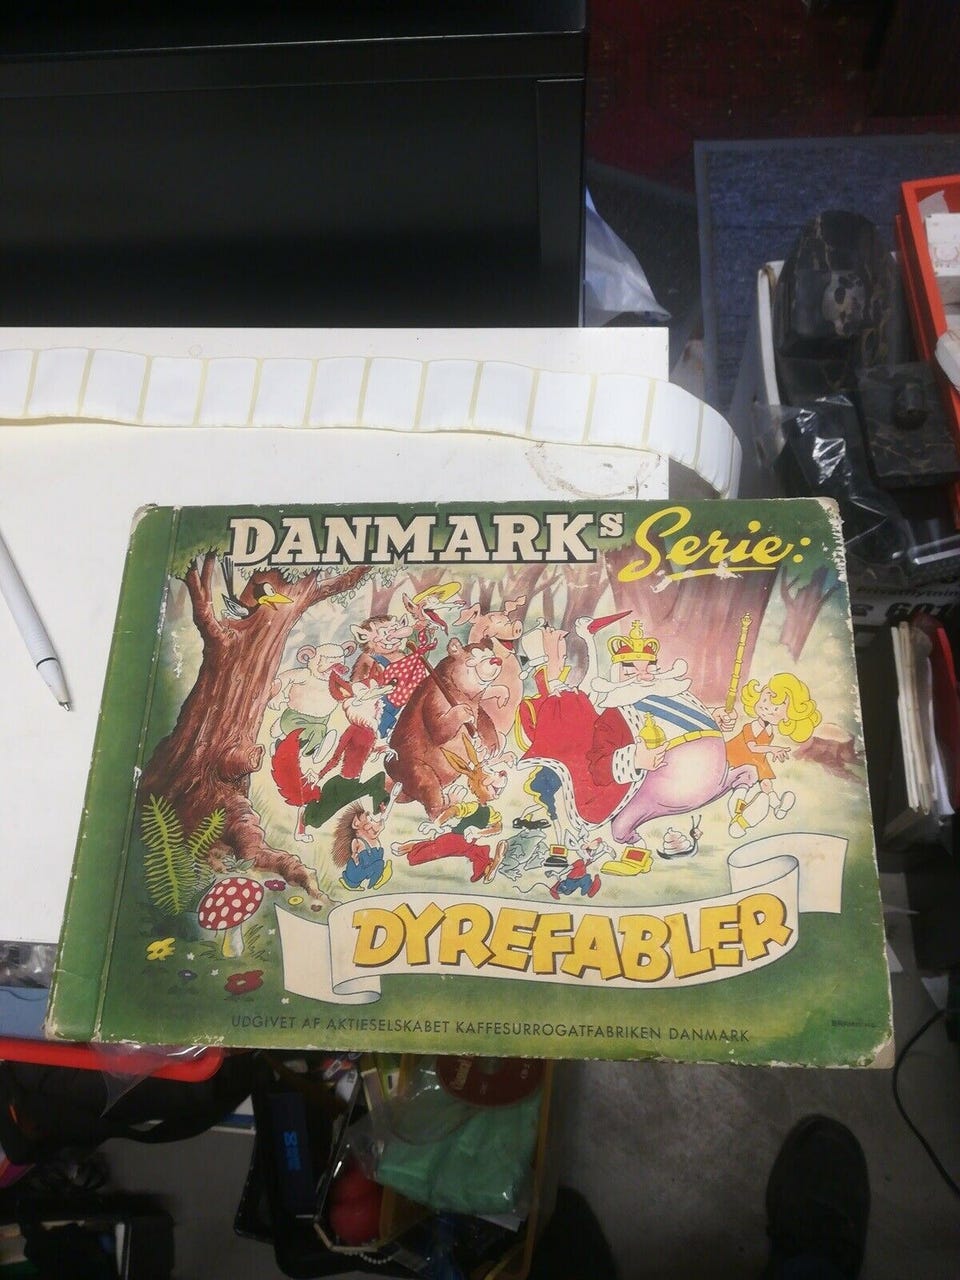 DANMARKs Serie:
DYREFABLER
UDGIVET AF AKTIESELSKABET KAFFESURROGATFABRIKEN DANMARK